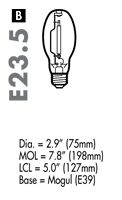 B
E23.5
Dia. = 2.9" (75mm)
MOL = 7.8" (198mm)
LCL = 5.0" (127mm)
Base = Mogul (E39)